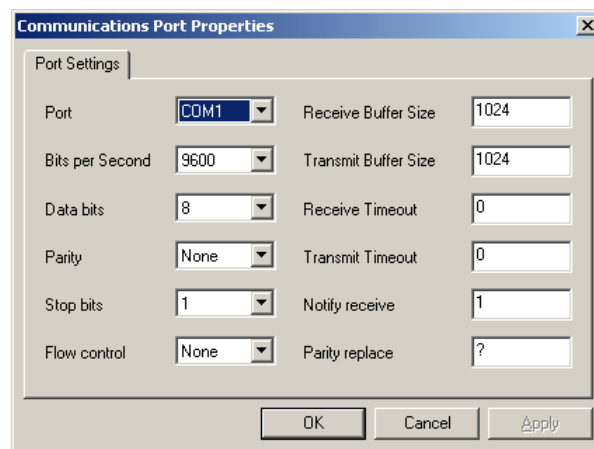 Communications Port Properties
Port Settings
Port COM1 Receive Buffer Size 1024
Bits per Second 9600 Transmit Buffer Size 1024
Data bits 8 Receive Timeout 0
Parity None Transmit Timeout 0
Stop bits 1 Notify receive 1
Flow control None Parity replace ?
OK Cancel Apply